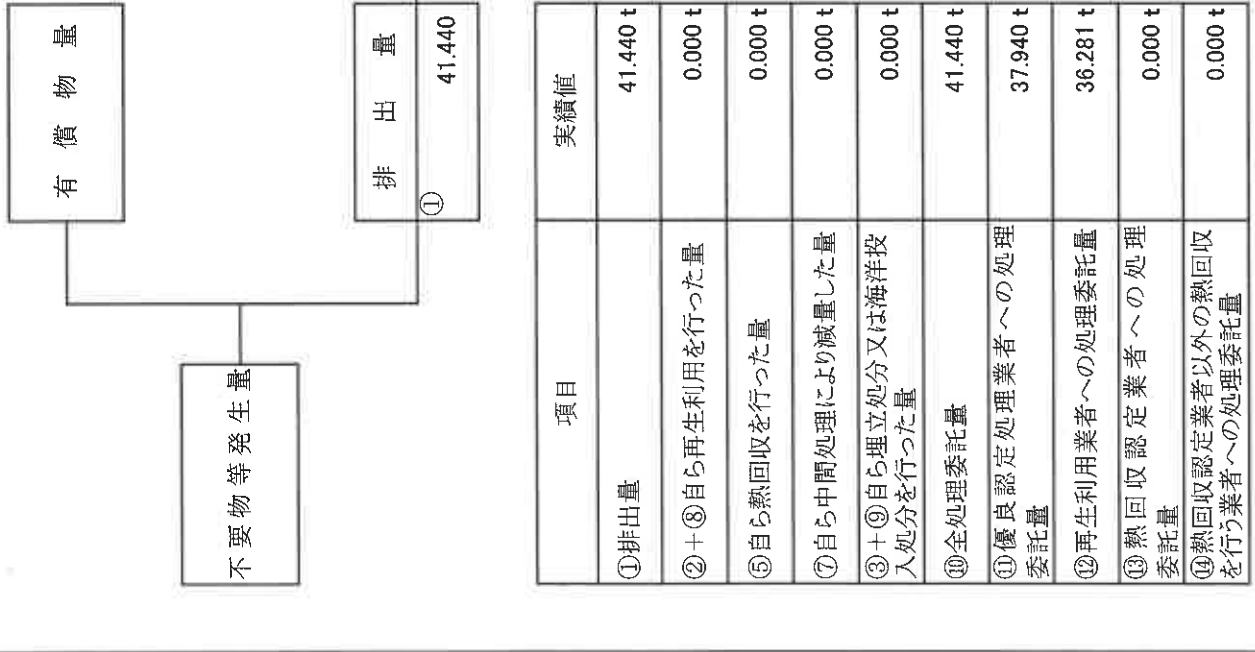 有償物量
不要物等発生量
排出量
①
41.440
項目 実績値
①排出量 41.440 t
②+⑧自ら再生利用を行った量 0.000 t
⑤自ら熱回収を行った量 0.000 t
⑦自ら中間処理により減量した量 0.000 t
③+⑨自ら埋立処分又は海洋投
入処分を行った量 0.000 t
⑩全処理委託量 41.440 t
⑪優良認定処理業者への処理
委託量 37.940 t
⑫再生利用業者への処理委託量 36.281 t
⑬熱回収認定業者への処理
委託量 0.000 t
⑭熱回収認定業者以外の熱回収
を行う業者への処理委託量 0.000 t